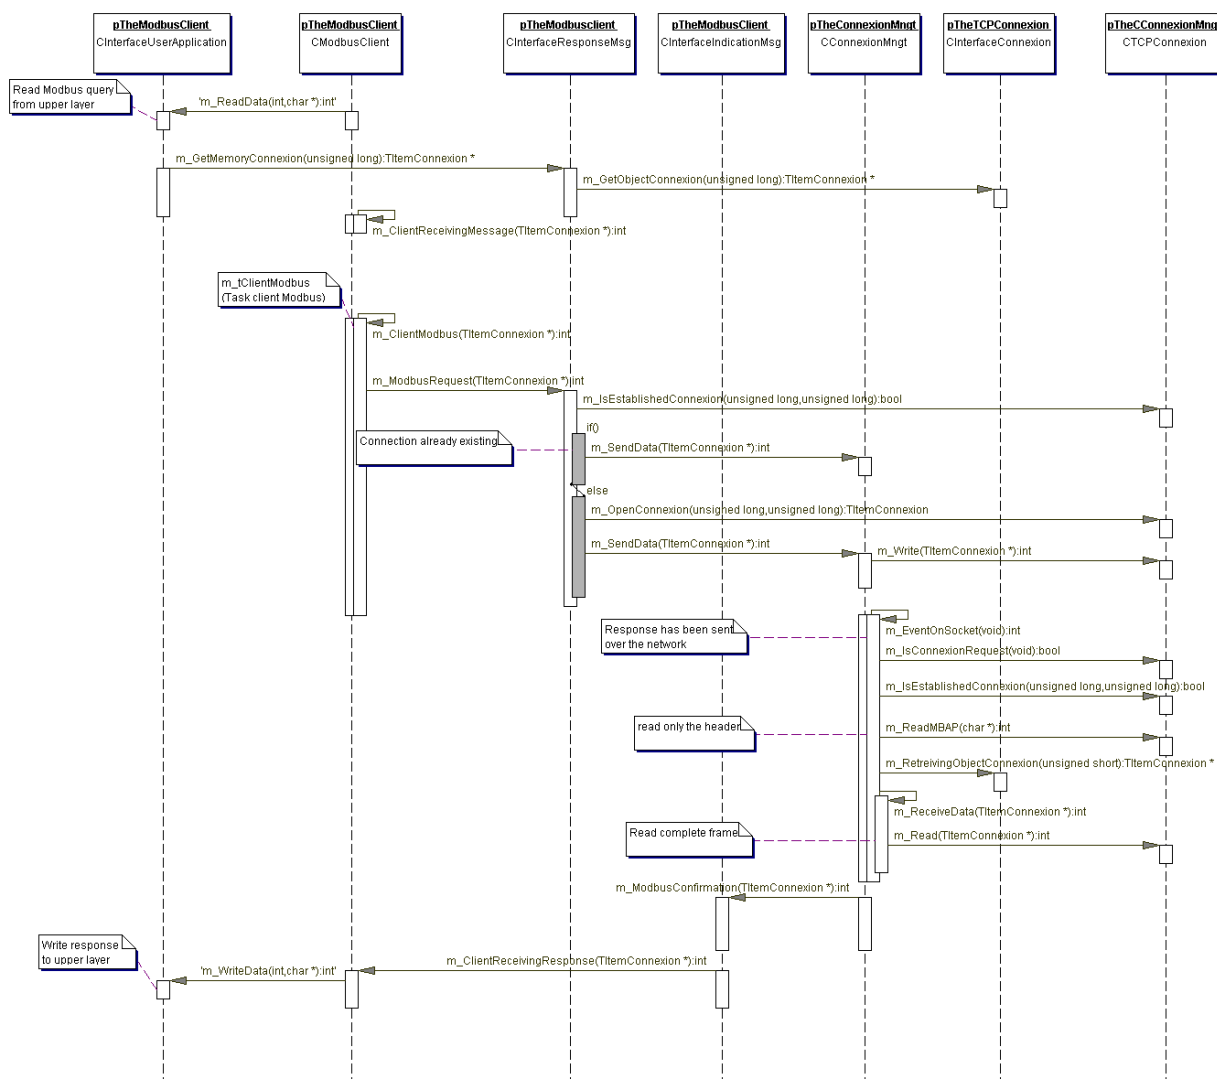 pTheModbusClient
CInterfaceUserApplication
pTheModbusClient
CModbusClient
pTheModbusclient
CInterfaceResponseMsg
pTheModbusClient
CInterfaceIndicationMsg
pTheConnexionMngt
CConnexionMngt
pTheTCPConnexion
CInterfaceConnexion
pTheCConnexionMng
CTCPConnexion
Read Modbus query
from upper layer
'm_ReadData(int,char *):int'
m_GetMemoryConnexion(unsigned long):TItemConnexion *
m_GetObjectConnexion(unsigned long):TItemConnexion *
m_ClientReceivingMessage(TItemConnexion *):int
m_tClientModbus
(Task client Modbus)
m_ClientModbus(TItemConnexion *):int
m_ModbusRequest(TItemConnexion *):int
m_IsEstablishedConnexion(unsigned long,unsigned long):bool
if()
Connection already existing
m_SendData(TItemConnexion *):int
else
m_OpenConnexion(unsigned long,unsigned long):TItemConnexion
m_SendData(TItemConnexion *):int
m_Write(TItemConnexion *):int
Response has been sent
over the network
m_EventOnSocket(void):int
m_IsConnexionRequest(void):bool
m_IsEstablishedConnexion(unsigned long,unsigned long):bool
read only the header
m_ReadMBAP(char *):int
m_RetreivingObjectConnexion(unsigned short):TItemConnexion *
m_ReceiveData(TItemConnexion *):int
Read complete frame
m_Read(TItemConnexion *):int
m_ModbusConfirmation(TItemConnexion *):int
Write response
to upper layer
m_ClientReceivingResponse(TItemConnexion *):int
'm_WriteData(int,char *):int'